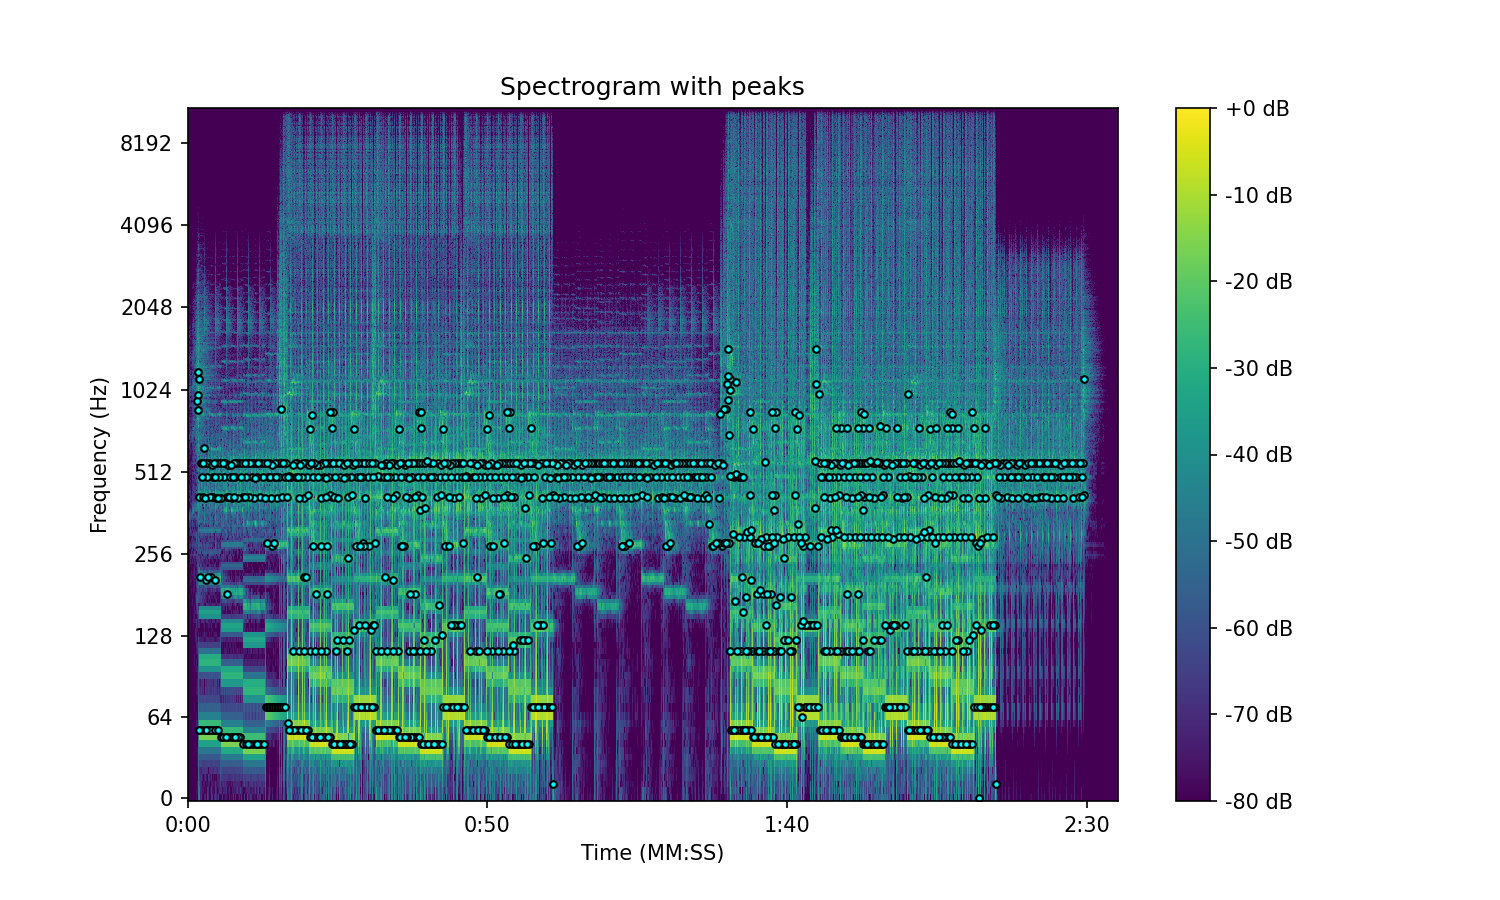 Spectrogram with peaks
8192
4096
2048
1024
512
256
128
64
0
Frequency (Hz)
0:00
0:50
1:40
2:30
Time (MM:SS)
+0 dB
-10 dB
-20 dB
-30 dB
-40 dB
-50 dB
-60 dB
-70 dB
-80 dB